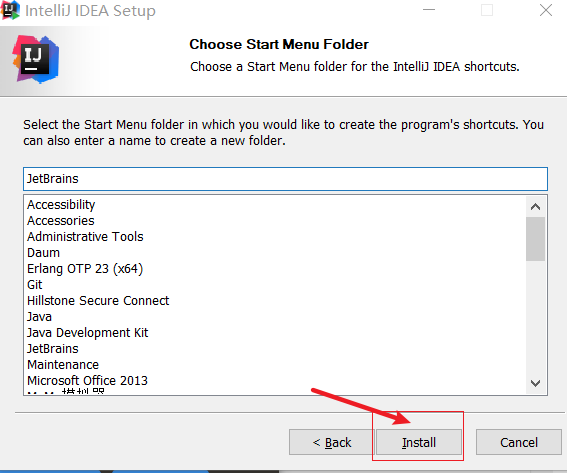 IntelliJ IDEA Setup
IJ
Choose Start Menu Folder
Choose a Start Menu folder for the IntelliJ IDEA shortcuts.
Select the Start Menu folder in which you would like to create the program's shortcuts. You
can also enter a name to create a new folder.
JetBrains
Accessibility
Accessories
Administrative Tools
Daum
Erlang OTP 23 (x64)
Git
Hillstone Secure Connect
Java
Java Development Kit
JetBrains
Maintenance
Microsoft Office 2013
< Back
Install
Cancel